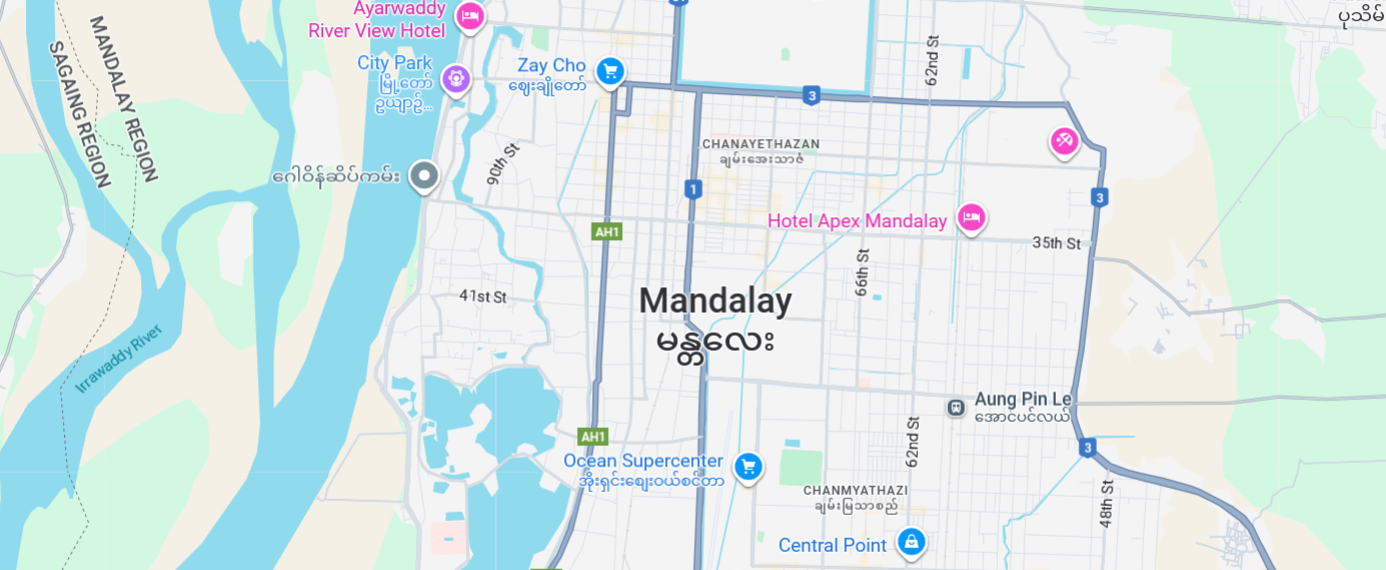 Ayarwaddy
River View Hotel
City Park
မြို့တော်
ဥယျာဉ်...
Zay Cho
ဈေးချိုတော်
62nd St
3
ပုသိမ်
MANDALAY REGION
SAGAING REGION
CHANAYETHAZAN
ချမ်းအေးသာဇံ
90th St
ဂေါဝိန်ဆိပ်ကမ်း
1
3
Hotel Apex Mandalay
AH1
35th St
66th St
41st St
Mandalay
မန္တလေး
Irrawaddy River
Aung Pin Le
အောင်ပင်လယ်
62nd St
AH1
3
Ocean Supercenter
အိုးရှင်းစျေးဝယ်စင်တာ
CHANMYATHAZI
ချမ်းမြသာစည်
48th St
Central Point